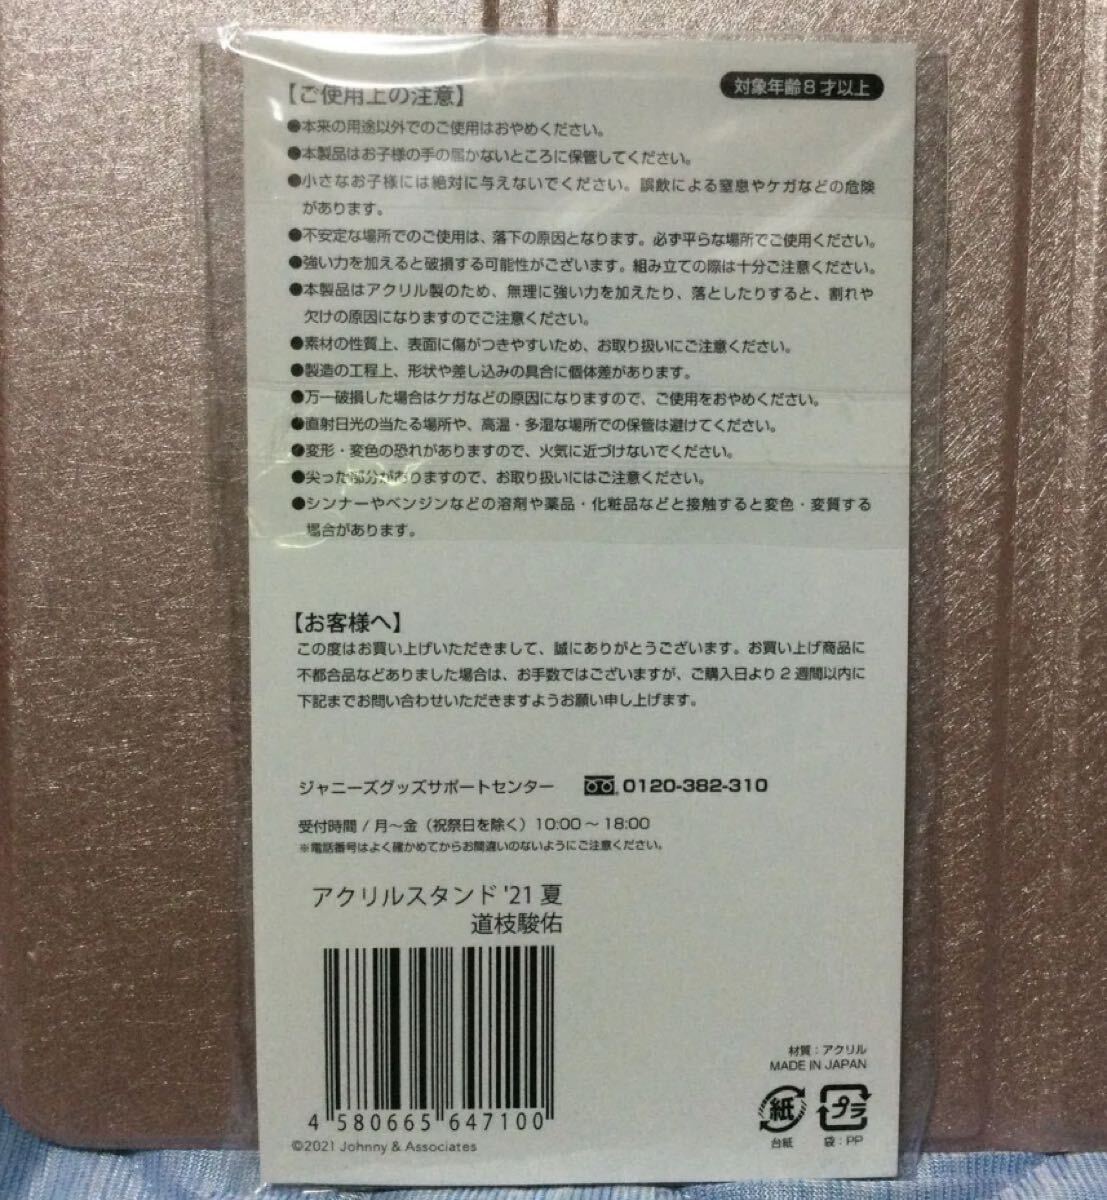 【ご使用上の注意】
対象年齢8才以上
●本来の用途以外でのご使用はおやめください。
●本製品はお子様の手の届かないところに保管してください。
●小さなお子様には絶対に与えないでください。誤飲による窒息やケガなどの危険
があります。
●不安定な場所でのご使用は、落下の原因となります。必ず平らな場所でご使用ください。
●強い力を加えると破損する可能性がございます。組み立ての際は十分ご注意ください。
●本製品はアクリル製のため、無理に強い力を加えたり、落としたりすると、割れや
欠けの原因になりますのでご注意ください。
●素材の性質上、表面に傷がつきやすいため、お取り扱いにご注意ください。
●製造の工程上、形状や差し込みの具合に個体差があります。
●万一破損した場合はケガなどの原因になりますので、ご使用をおやめください。
●直射日光の当たる場所や、高温・多湿な場所での保管は避けてください。
●変形・変色の恐れがありますので、火気に近づけないでください。
●尖った部分がありますので、お取り扱いにはご注意ください。
●シンナーやベンジンなどの溶剤や薬品・化粧品などと接触すると変色・変質する
場合があります。
【お客様へ】
この度はお買い上げいただきまして、誠にありがとうございます。お買い上げ商品に
不都合品などありました場合は、お手数ではございますが、ご購入日より2週間以内に
下記までお問い合わせいただきますようお願い申し上げます。
ジャニーズグッズサポートセンター 0120-382-310
受付時間/月〜金（祝祭日を除く）10:00〜18:00
※電話番号はよく確かめてからお間違いのないようにご注意ください。
アクリルスタンド'21夏
道枝駿佑
4 580665 647100
©2021 Johnny & Associates
材質：アクリル
MADE IN JAPAN
紙
台紙
プラ
袋：PP